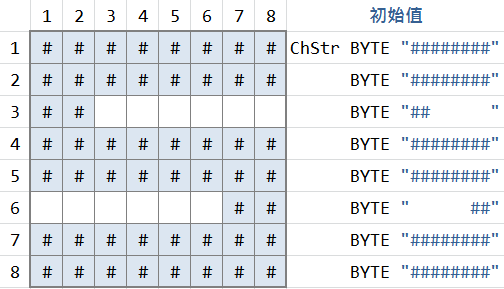 1 2 3 4 5 6 7 8 初始值
1 # # # # # # # # ChStr BYTE "########"
2 # # # # # # # # BYTE "########"
3 # # BYTE "##      "
4 # # # # # # # # BYTE "########"
5 # # # # # # # # BYTE "########"
6 # # BYTE "      ##"
7 # # # # # # # # BYTE "########"
8 # # # # # # # # BYTE "########"